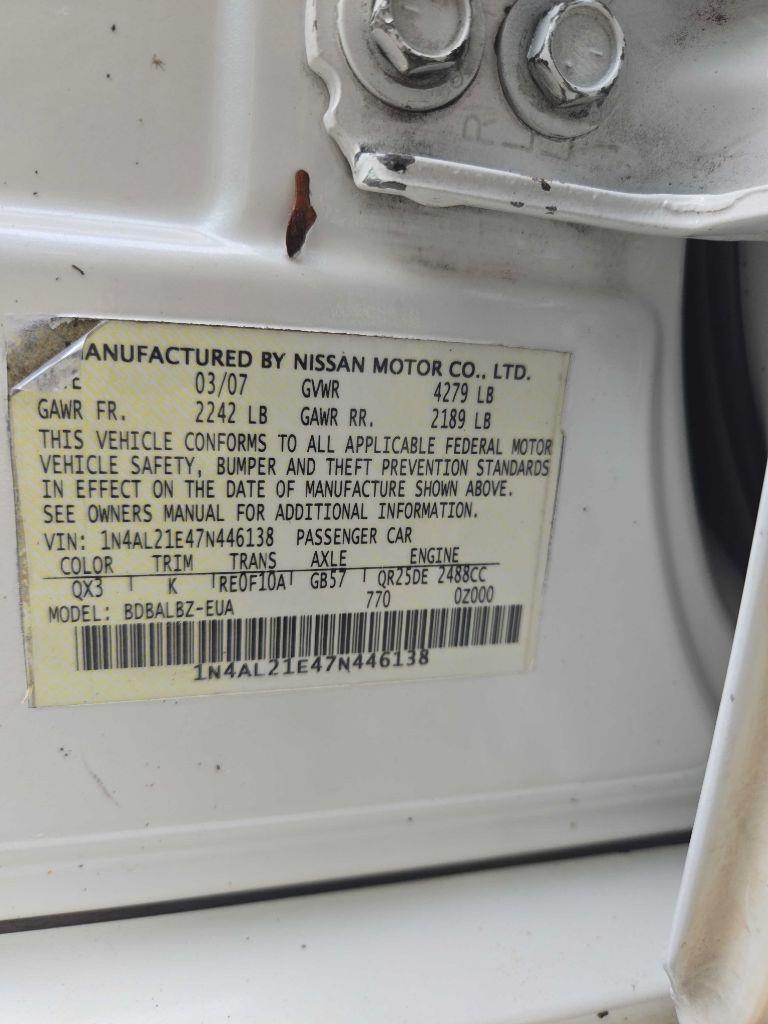 ANUFACTURED BY NISSAN MOTOR CO., LTD.
03/07 GVWR 4279 LB
GAWR FR. 2242 LB GAWR RR. 2189 LB
THIS VEHICLE CONFORMS TO ALL APPLICABLE FEDERAL MOTOR
VEHICLE SAFETY, BUMPER AND THEFT PREVENTION STANDARDS
IN EFFECT ON THE DATE OF MANUFACTURE SHOWN ABOVE.
SEE OWNERS MANUAL FOR ADDITIONAL INFORMATION.
VIN: 1N4AL21E47N446138 PASSENGER CAR
COLOR TRIM TRANS AXLE ENGINE
QX3 K RE0F10A GB57 QR25DE 2488CC
MODEL: BDBALBZ-EUA 770 0Z000
1N4AL21E47N446138